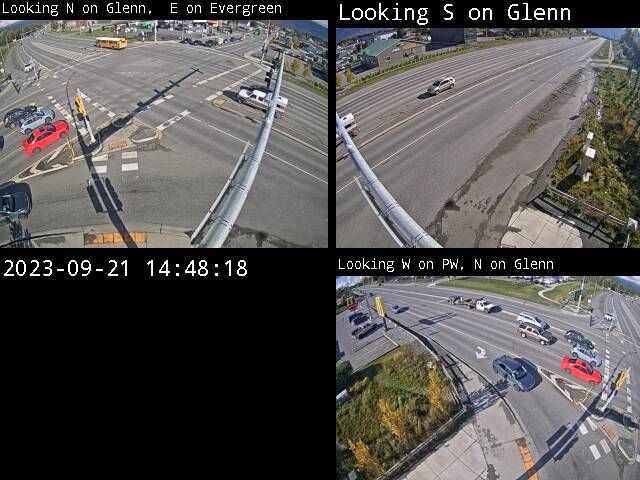 Looking N on Glenn,  E on Evergreen
Looking S on Glenn
2023-09-21 14:48:18
Looking W on PW, N on Glenn